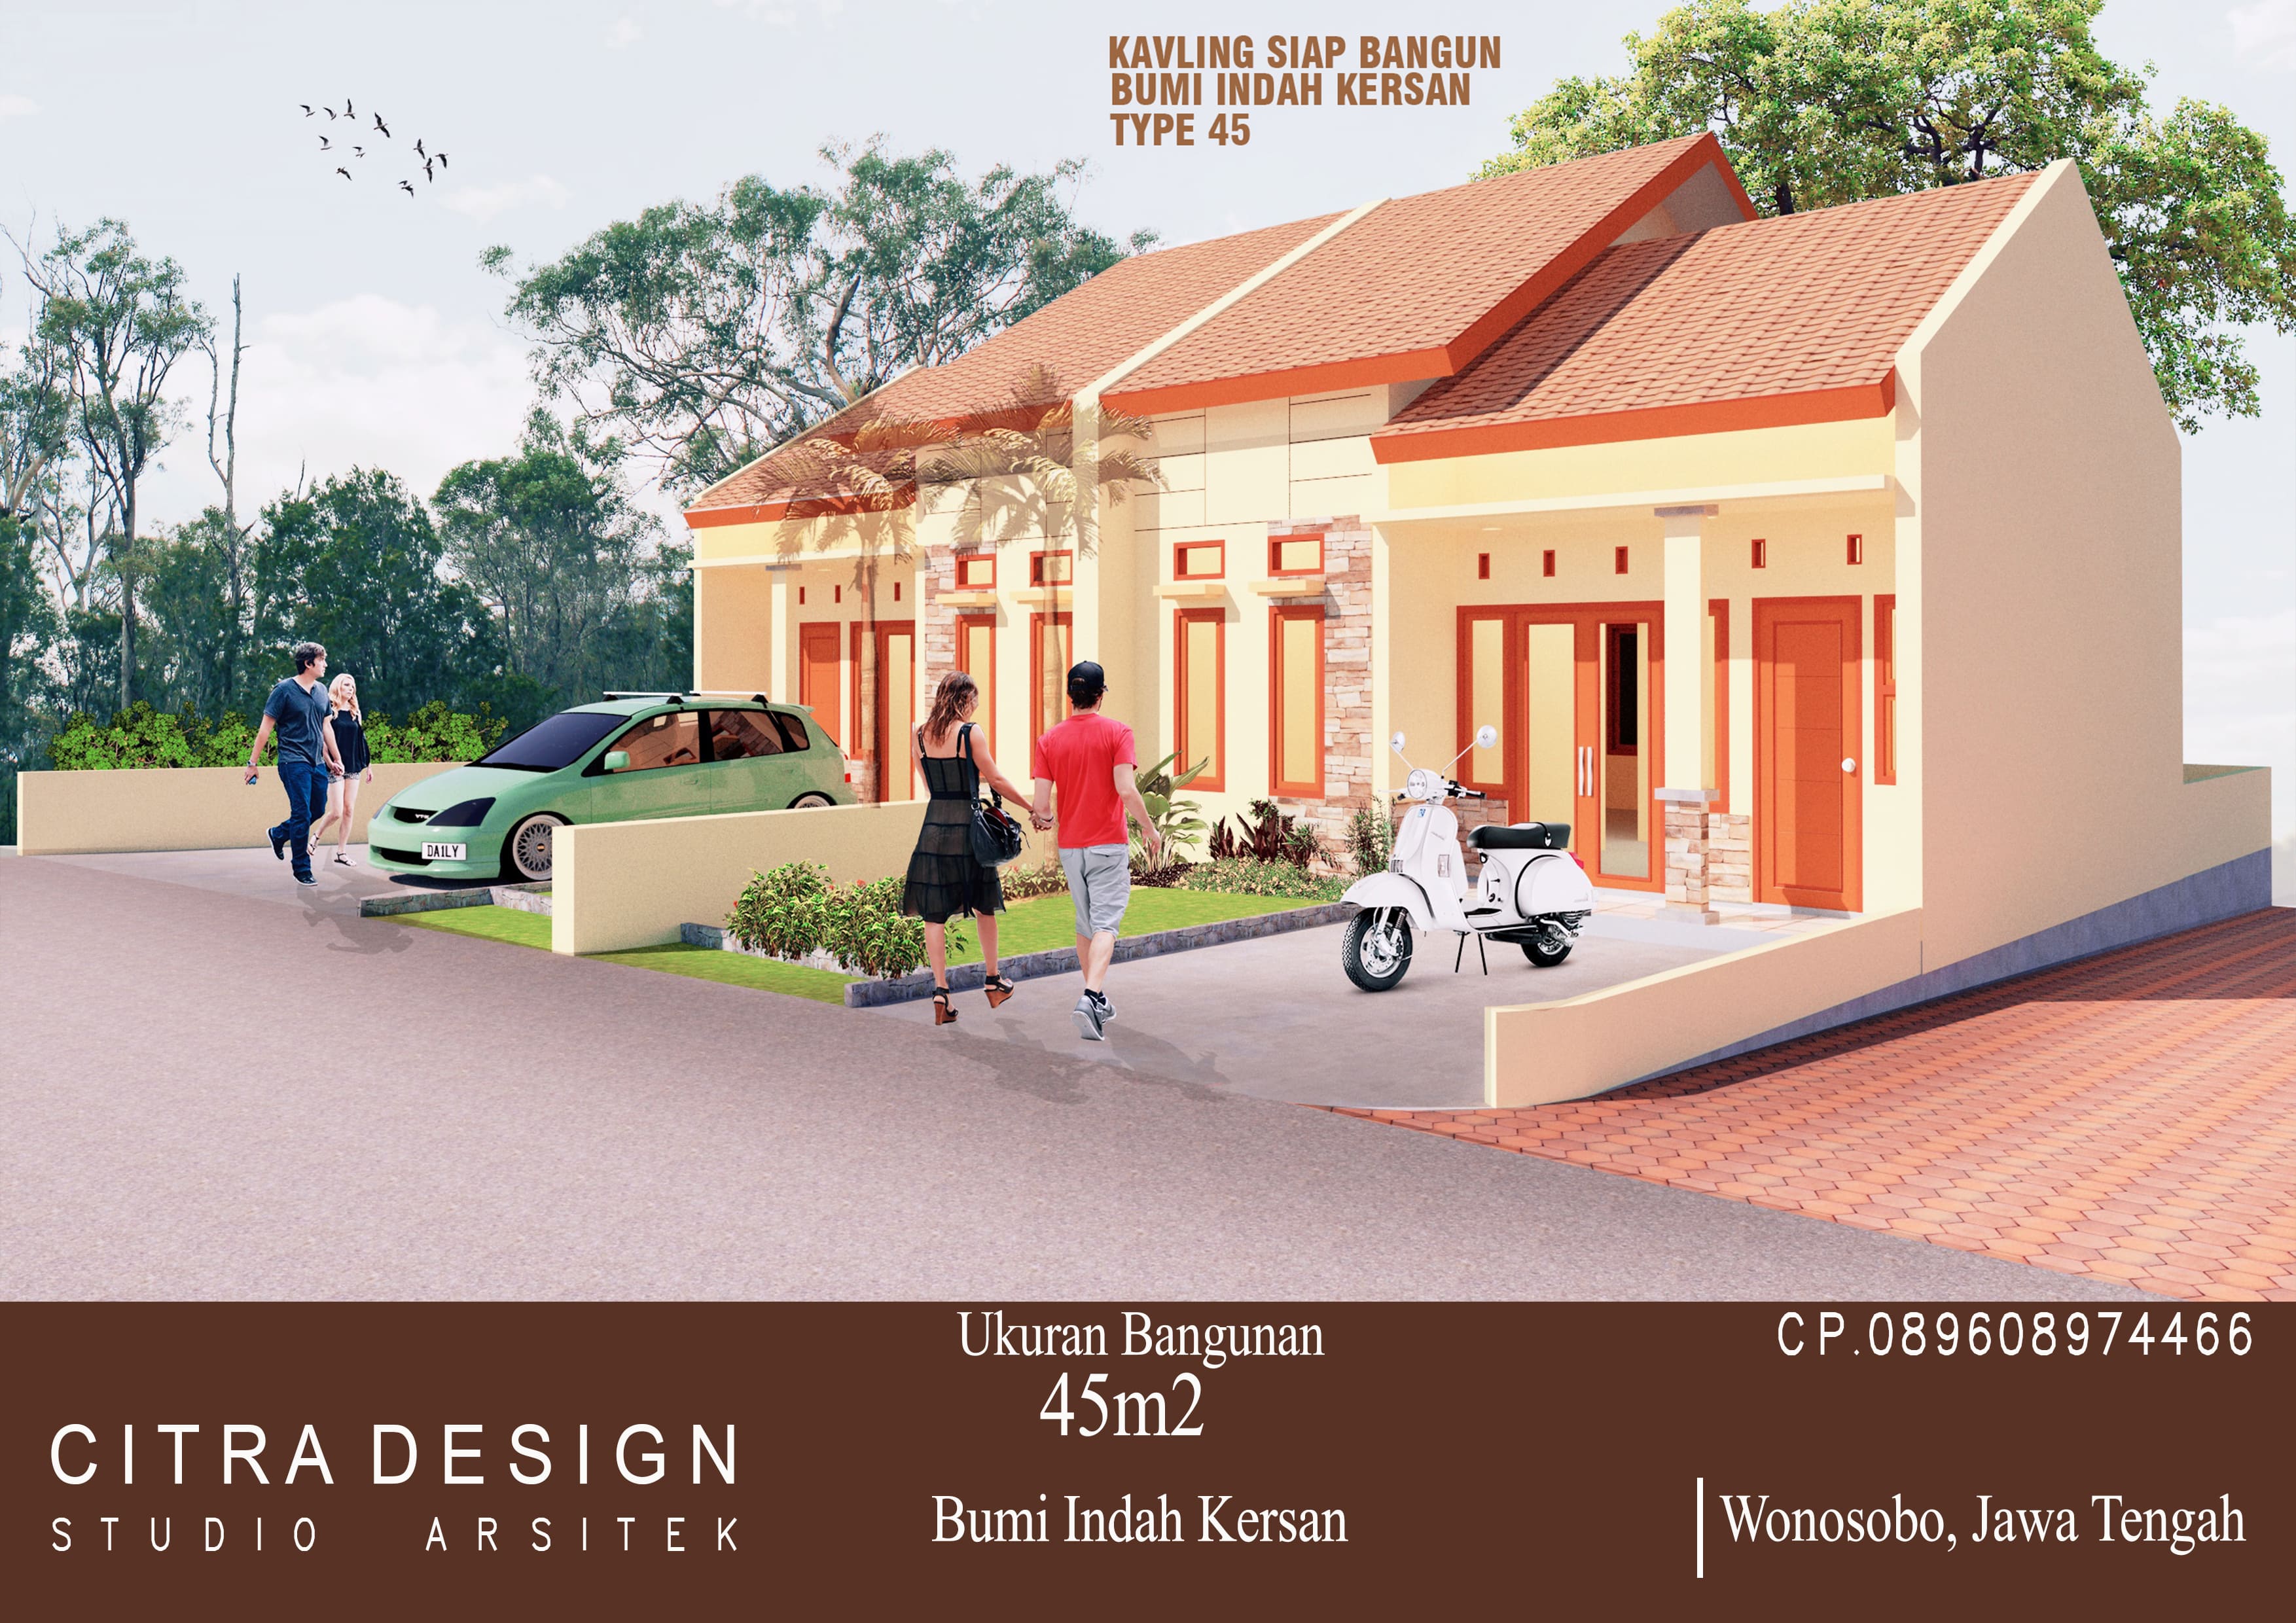 KAVLING SIAP BANGUN
BUMI INDAH KERSAN
TYPE 45
DA1LY
Ukuran Bangunan
45m2
Bumi Indah Kersan
CP.089608974466
CITRA DESIGN
STUDIO ARSITEK
Wonosobo, Jawa Tengah